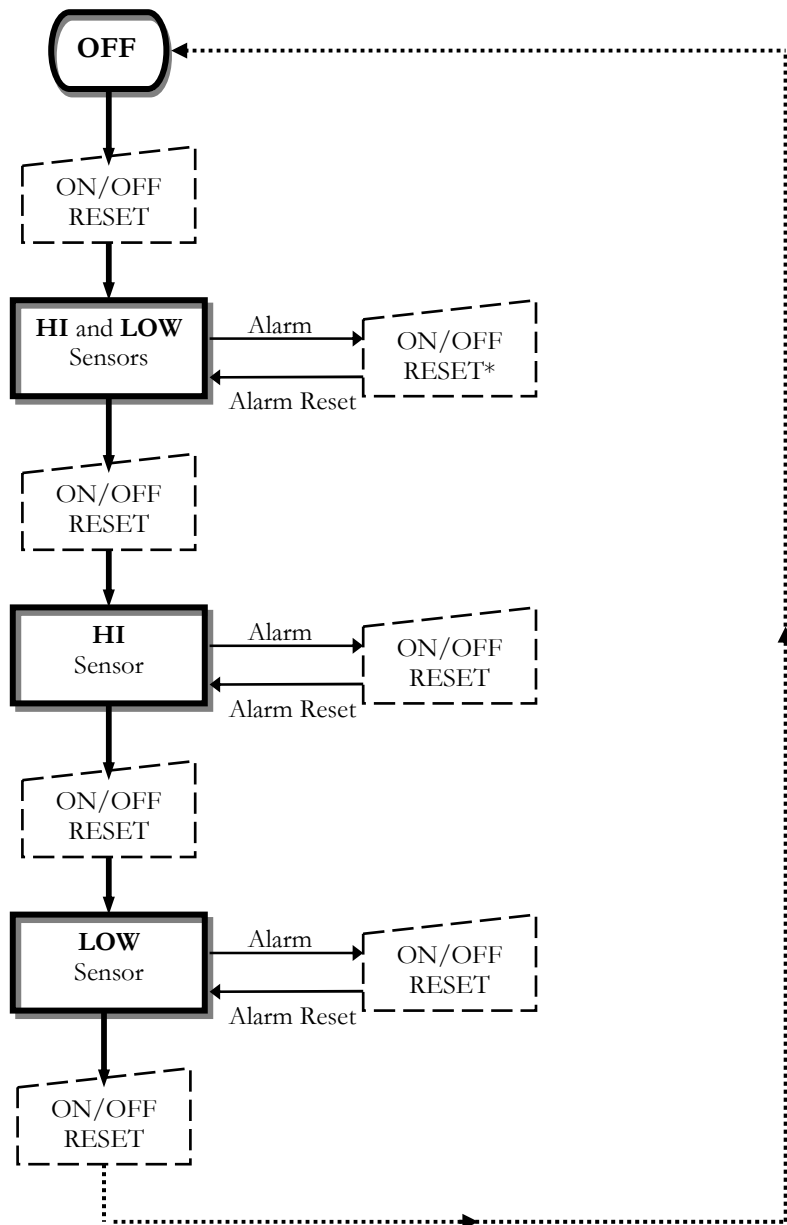 OFF
ON/OFF
RESET
HI and LOW
Sensors
Alarm
Alarm Reset
ON/OFF
RESET*
ON/OFF
RESET
HI
Sensor
Alarm
Alarm Reset
ON/OFF
RESET
ON/OFF
RESET
LOW
Sensor
Alarm
Alarm Reset
ON/OFF
RESET
ON/OFF
RESET